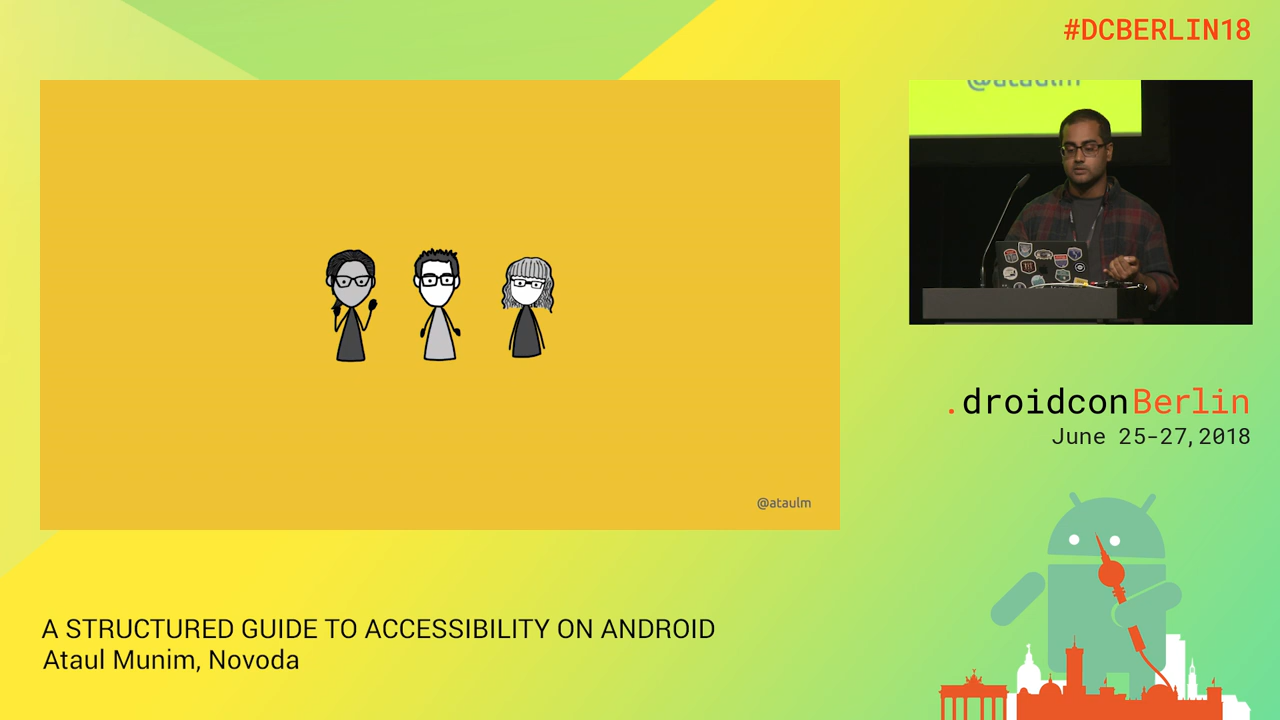 #DCBERLIN18
@ataulm
@ataulm
.droidconBerlin
June 25-27, 2018
A STRUCTURED GUIDE TO ACCESSIBILITY ON ANDROID
Ataul Munim, Novoda